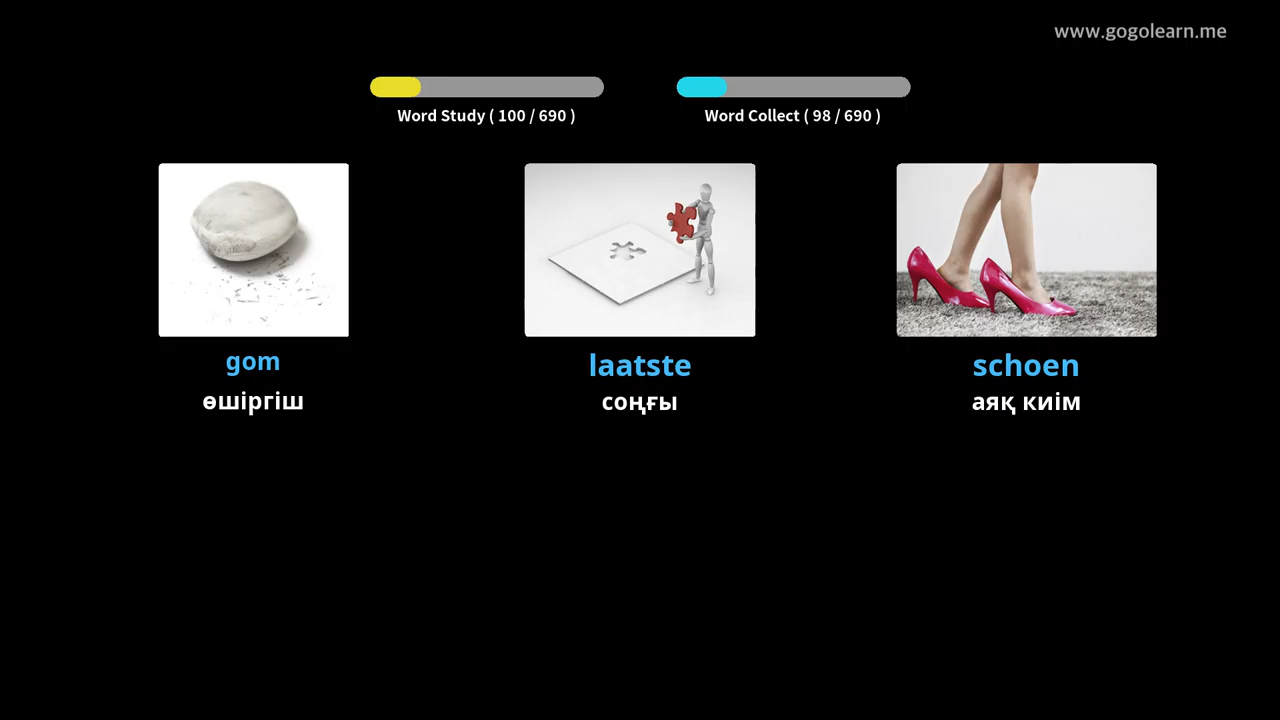 www.gogolearn.me
Word Study ( 100 / 690 )
Word Collect ( 98 / 690 )
gom
laatste
schoen
өшіргіш
соңғы
аяқ киім